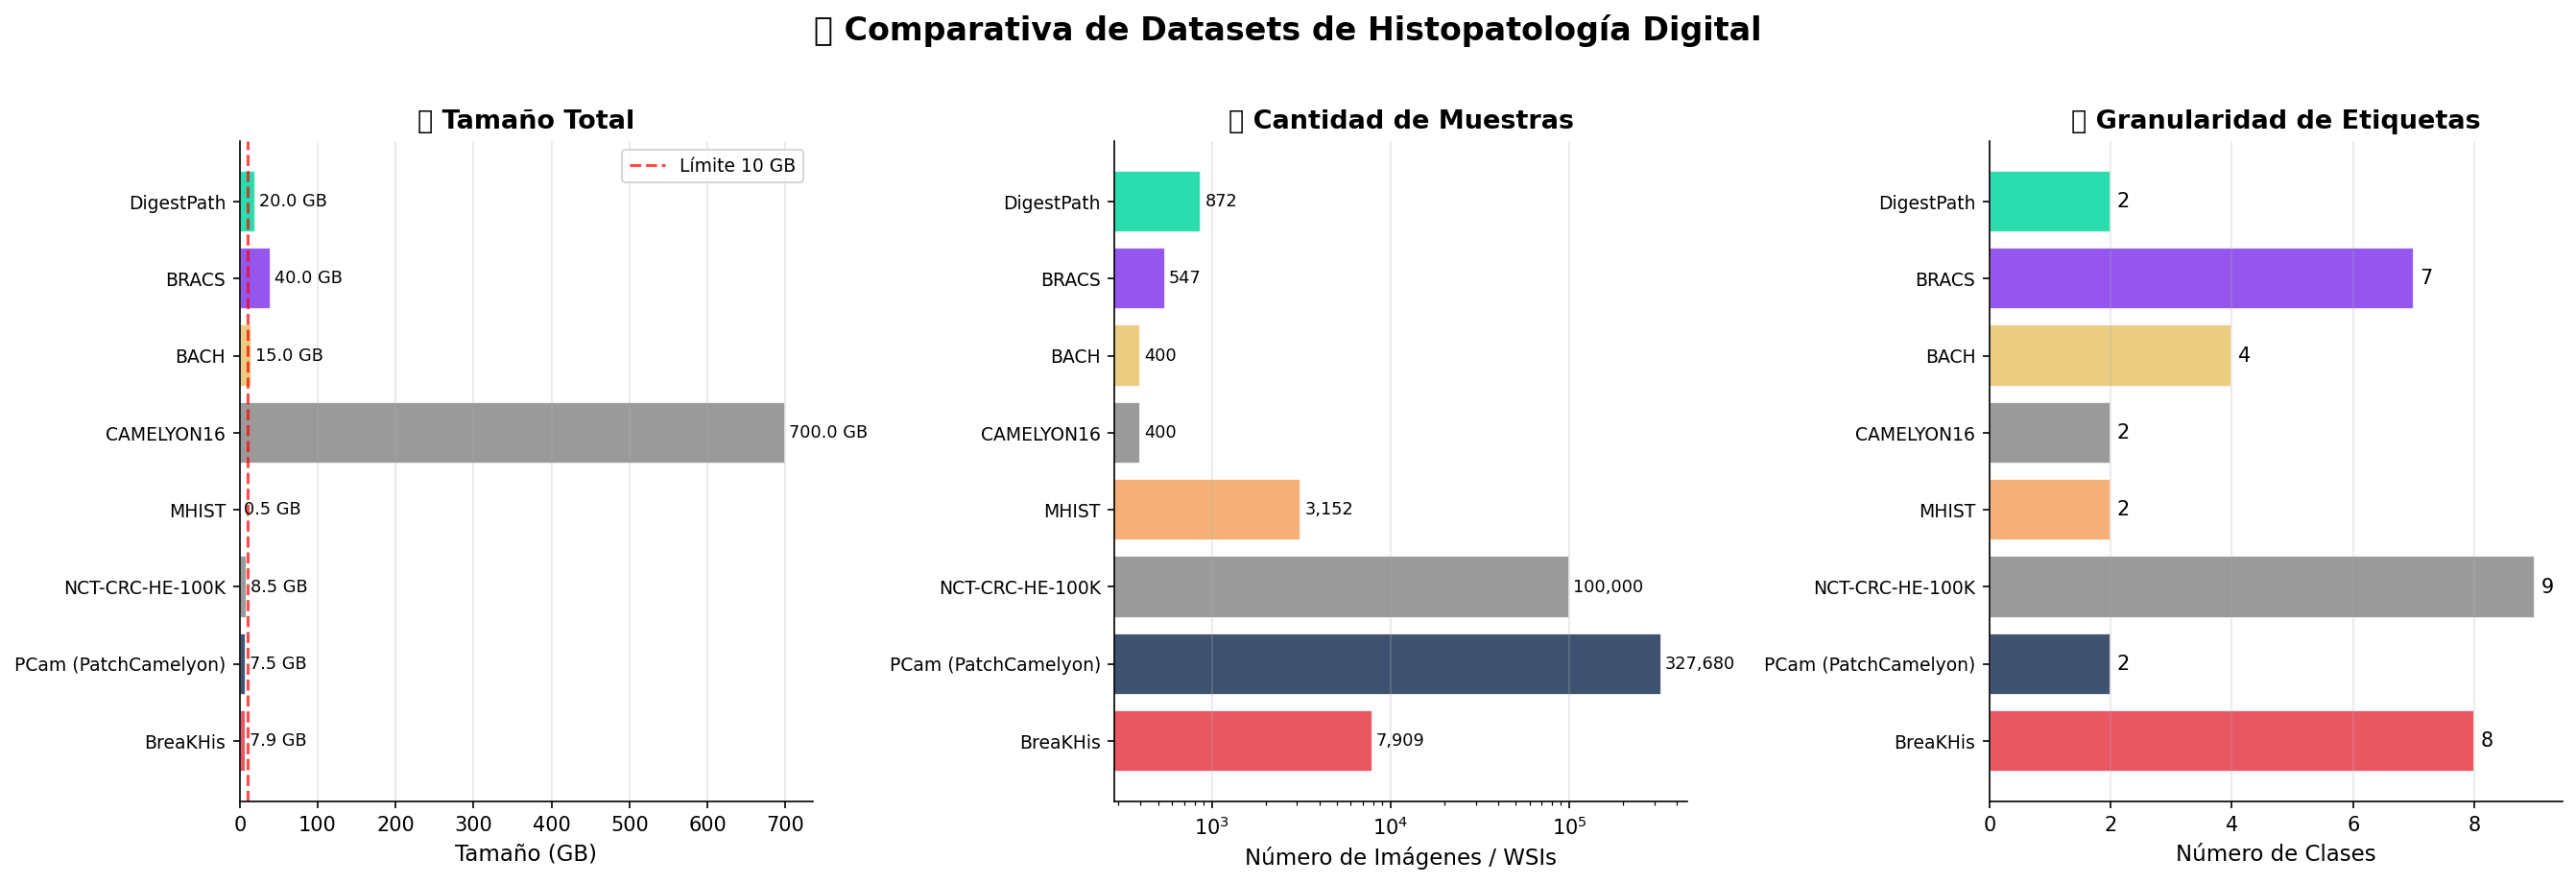 Comparativa de Datasets de Histopatología Digital
Tamaño Total
Límite 10 GB
DigestPath
20.0 GB
BRACS
40.0 GB
BACH
15.0 GB
CAMELYON16
700.0 GB
MHIST
0.5 GB
NCT-CRC-HE-100K
8.5 GB
PCam (PatchCamelyon)
7.5 GB
BreaKHis
7.9 GB
0 100 200 300 400 500 600 700
Tamaño (GB)
Cantidad de Muestras
DigestPath
872
BRACS
547
BACH
400
CAMELYON16
400
MHIST
3,152
NCT-CRC-HE-100K
100,000
PCam (PatchCamelyon)
327,680
BreaKHis
7,909
10³ 10⁴ 10⁵
Número de Imágenes / WSIs
Granularidad de Etiquetas
DigestPath
2
BRACS
7
BACH
4
CAMELYON16
2
MHIST
2
NCT-CRC-HE-100K
9
PCam (PatchCamelyon)
2
BreaKHis
8
0 2 4 6 8
Número de Clases